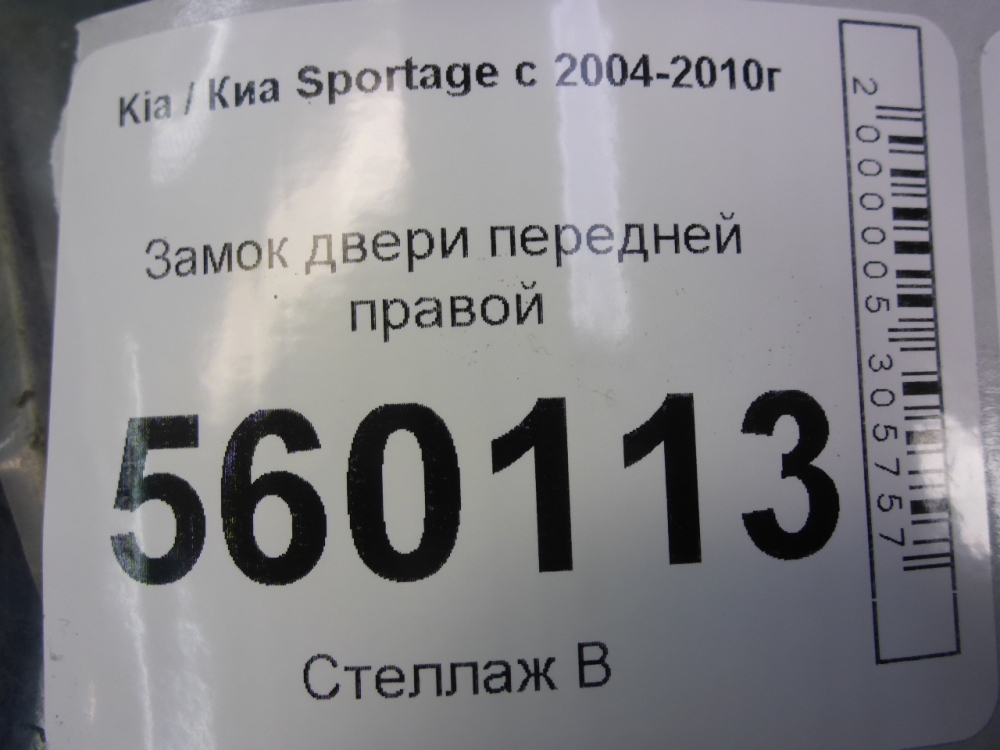 Kia / Киа Sportage с 2004-2010г
Замок двери передней
правой
560113
Стеллаж В
2000005305757